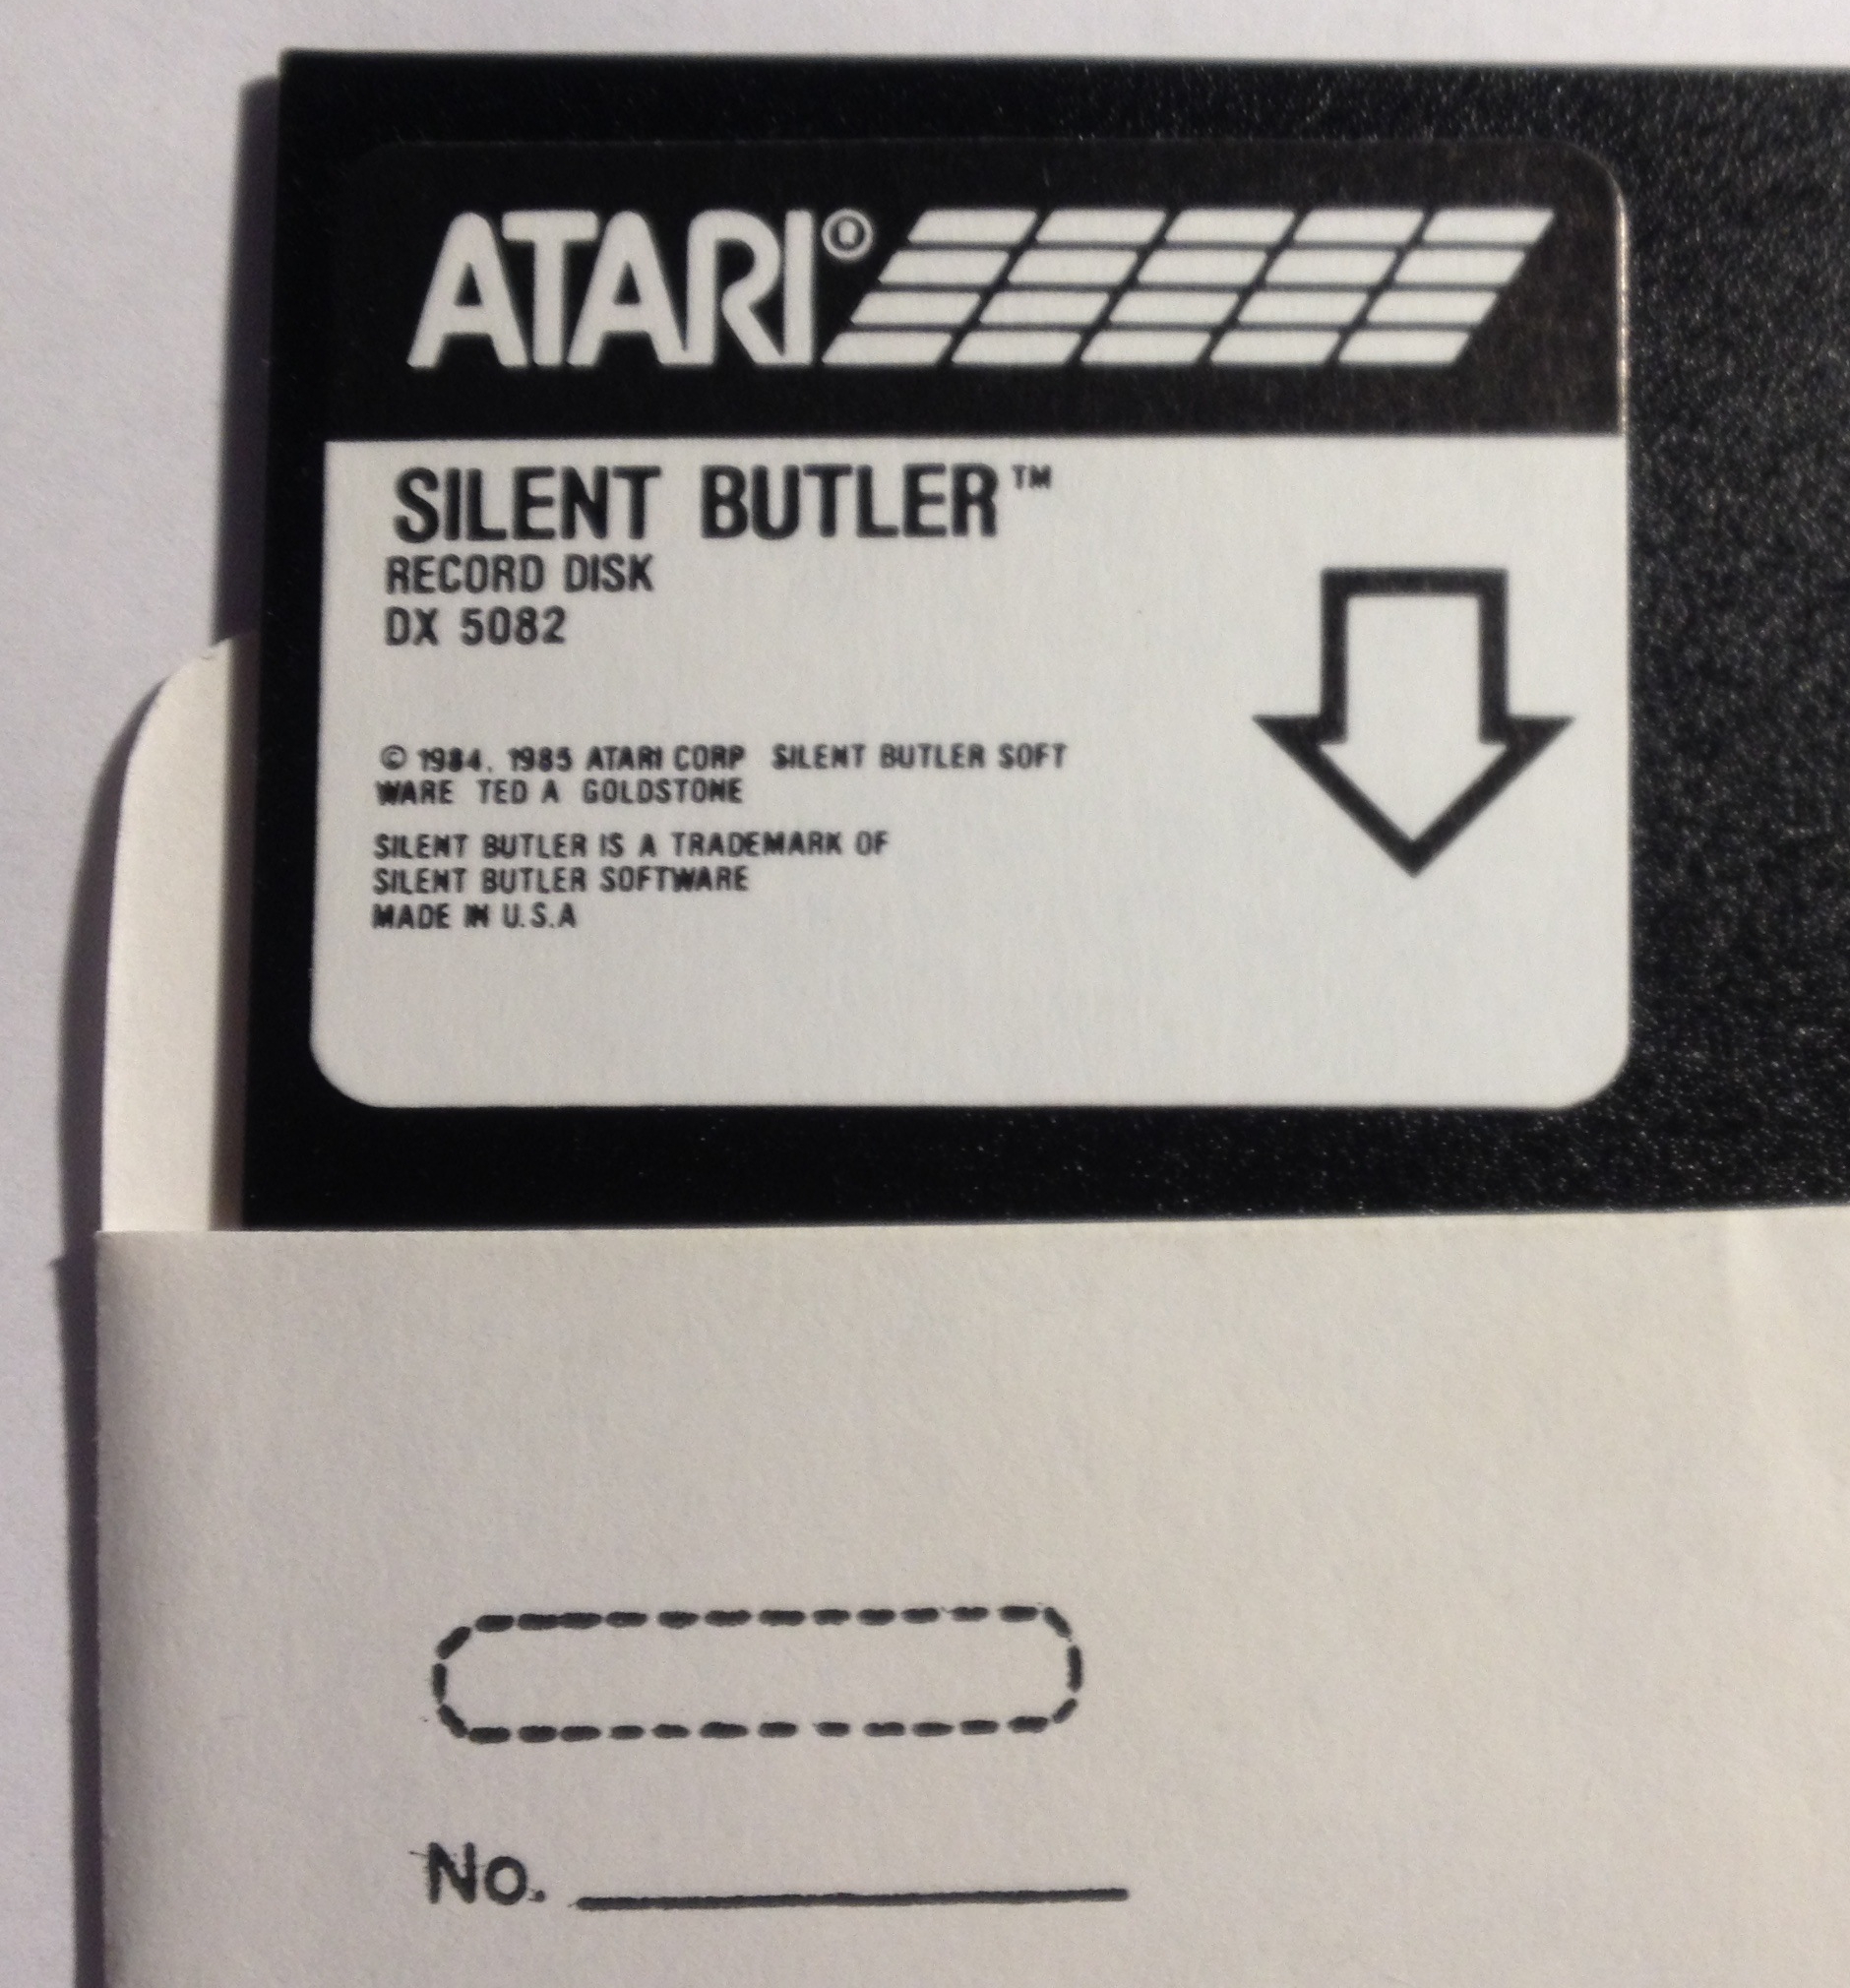 ATARI®
SILENT BUTLER™
RECORD DISK
DX 5082
© 1984, 1985 ATARI CORP SILENT BUTLER SOFT
WARE TED A GOLDSTONE
SILENT BUTLER IS A TRADEMARK OF
SILENT BUTLER SOFTWARE
MADE IN U.S.A
No.